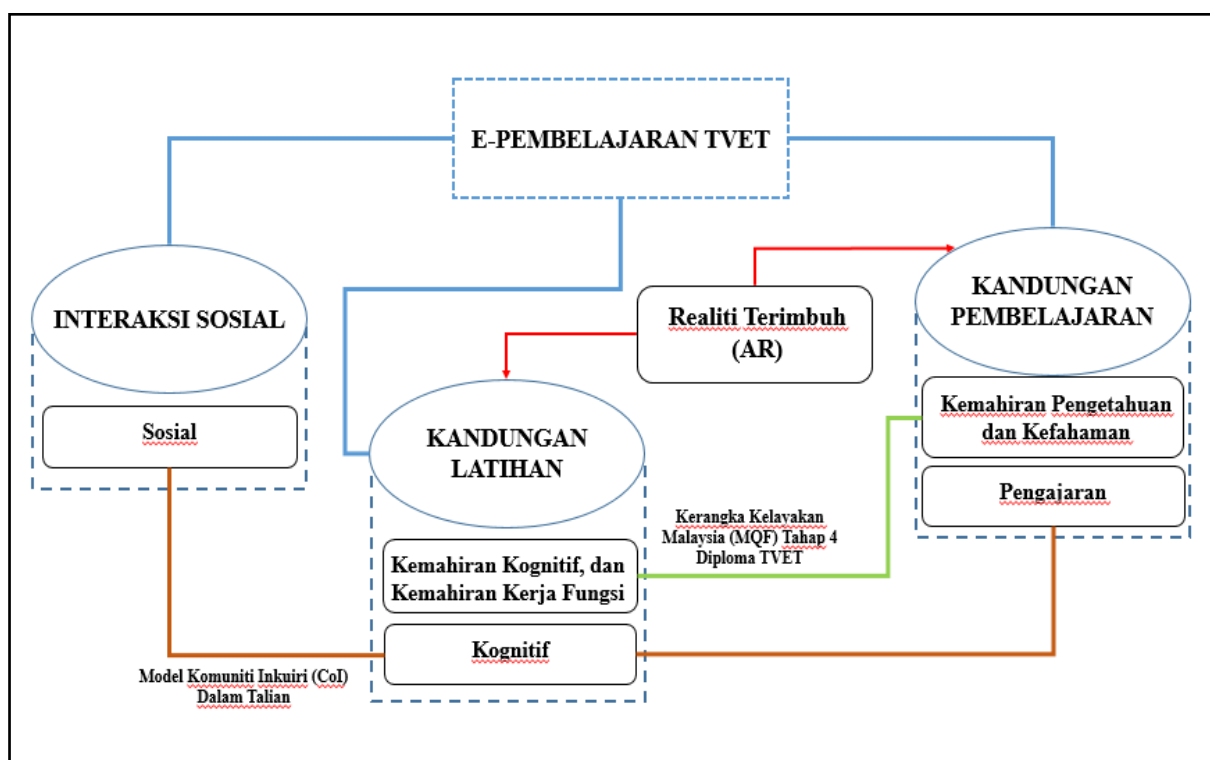 E-PEMBELAJARAN TVET
INTERAKSI SOSIAL
Sosial
KANDUNGAN
LATIHAN
Kemahiran Kognitif, dan
Kemahiran Kerja Fungsi
Kognitif
Realiti Terimbuh
(AR)
KANDUNGAN
PEMBELAJARAN
Kemahiran Pengetahuan
dan Kefahaman
Pengajaran
Kerangka Kelayakan
Malaysia (MQF) Tahap 4
Diploma TVET
Model Komuniti Inkuiri (CoI)
Dalam Talian